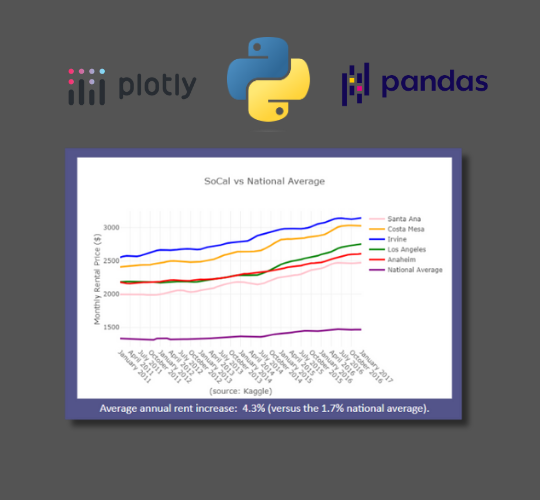 plotly
pandas
SoCal vs National Average
Monthly Rental Price ($)
3000
2500
2000
1500
Santa Ana
Costa Mesa
Irvine
Los Angeles
Anaheim
National Average
January 2011
April 2011
July 2011
October 2011
January 2012
April 2012
July 2012
October 2012
January 2013
April 2013
July 2013
October 2013
January 2014
April 2014
July 2014
October 2014
January 2015
April 2015
July 2015
October 2015
January 2016
April 2016
July 2016
October 2016
January 2017
(source: Kaggle)
Average annual rent increase: 4.3% (versus the 1.7% national average).